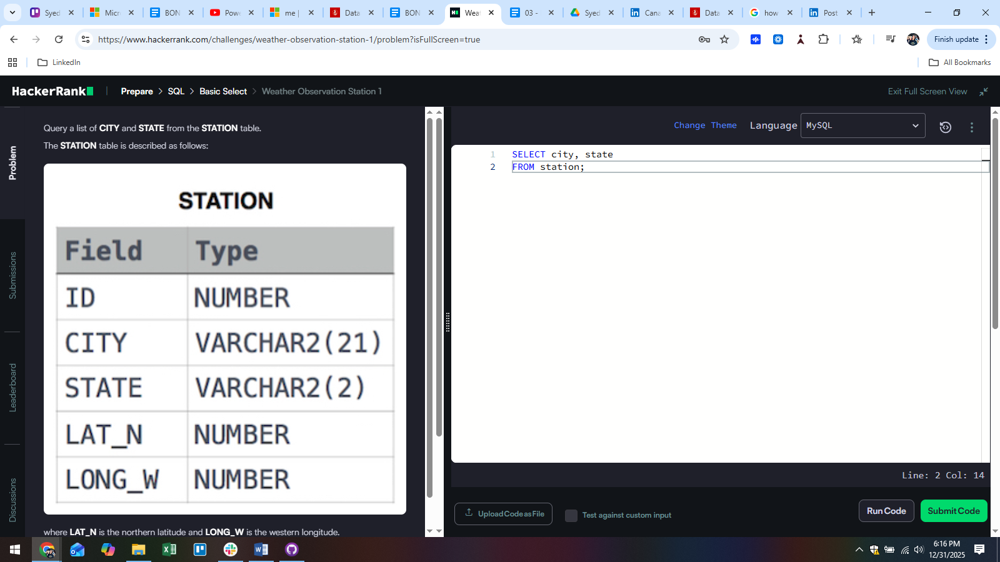 Syed
Micr
BON
Powe
me |
Data
BON
Weat
03 -
Syed
Cana
Data
how
Post
https://www.hackerrank.com/challenges/weather-observation-station-1/problem?isFullScreen=true
Finish update
LinkedIn
All Bookmarks
HackerRank
Prepare > SQL > Basic Select > Weather Observation Station 1
Exit Full Screen View
Problem
Submissions
Leaderboard
Discussions
Query a list of CITY and STATE from the STATION table.
The STATION table is described as follows:
STATION
Field Type
ID NUMBER
CITY VARCHAR2(21)
STATE VARCHAR2(2)
LAT_N NUMBER
LONG_W NUMBER
where LAT_N is the northern latitude and LONG_W is the western longitude.
Change Theme Language MySQL
1 SELECT city, state
2 FROM station;
Line: 2 Col: 14
Upload Code as File
Test against custom input
Run Code
Submit Code
6:16 PM
12/31/2025